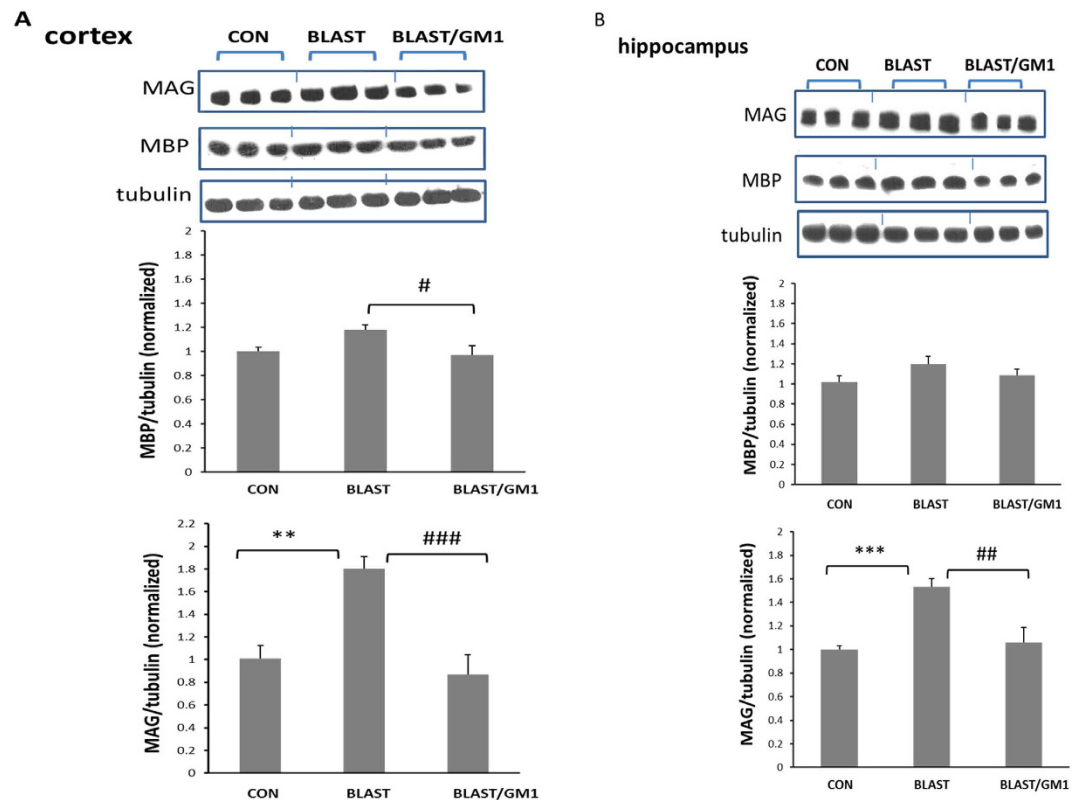 A
cortex
CON BLAST BLAST/GM1
MAG
MBP
tubulin
MBP/tubulin (normalized)
2
1.8
1.6
1.4
1.2
1
0.8
0.6
0.4
0.2
0
#
CON BLAST BLAST/GM1
MAG/tubulin (normalized)
2.2
2
1.8
1.6
1.4
1.2
1
0.8
0.6
0.4
0.2
0
** ###
CON BLAST BLAST/GM1
B
hippocampus
CON BLAST BLAST/GM1
MAG
MBP
tubulin
MBP/tubulin (normalized)
2
1.8
1.6
1.4
1.2
1
0.8
0.6
0.4
0.2
0
CON BLAST BLAST/GM1
MAG/tubulin (normalized)
2
1.8
1.6
1.4
1.2
1
0.8
0.6
0.4
0.2
0
*** ##
CON BLAST BLAST/GM1